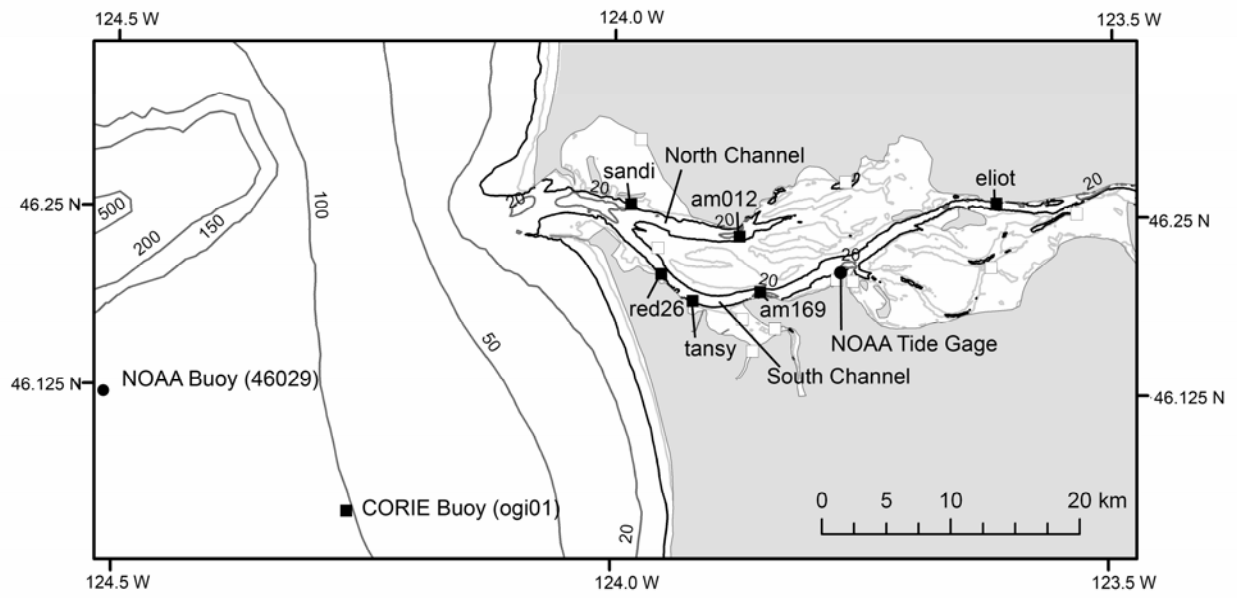 124.5 W
124.0 W
123.5 W
North Channel
sandi
eliot
20
20
20
am012
46.25 N
500
100
20
46.25 N
200
150
20
20
red26
am169
50
tansy
NOAA Tide Gage
South Channel
NOAA Buoy (46029)
46.125 N
46.125 N
CORIE Buoy (ogi01)
0 5 10 20 km
20
124.5 W
124.0 W
123.5 W